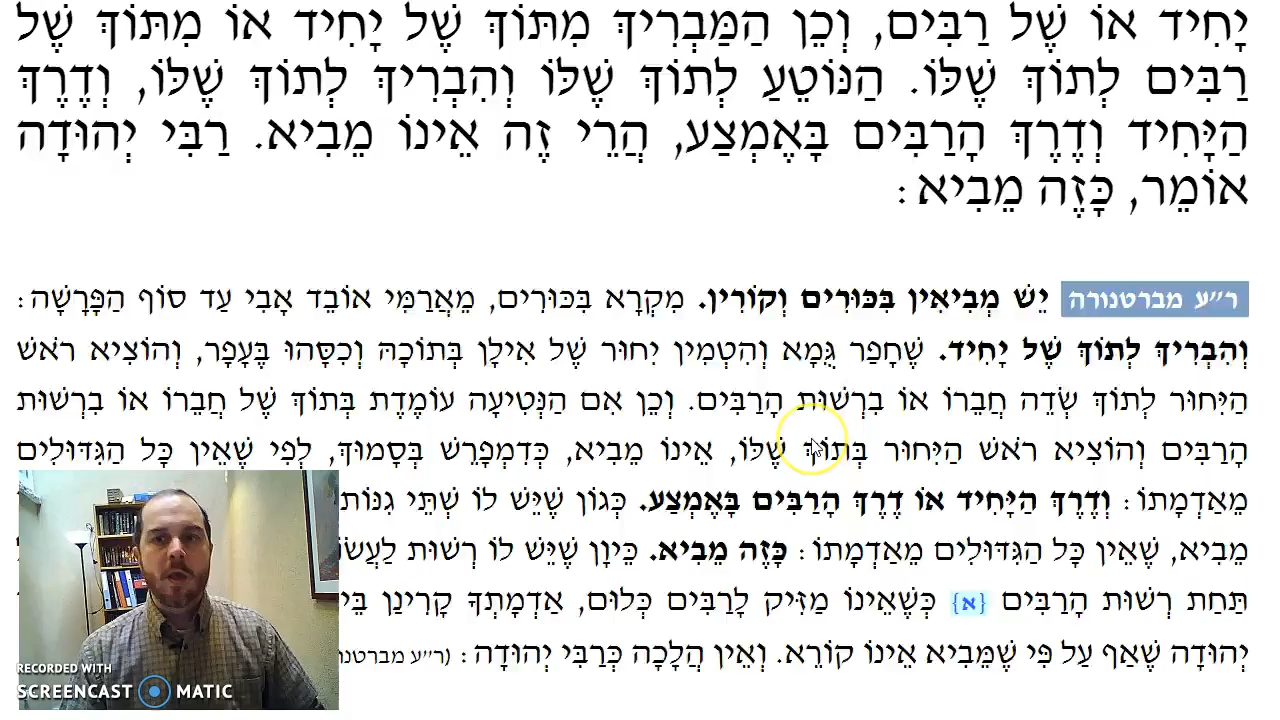 יָחִיד אוֹ שֶׁל רַבִּים, וְכֵן הַמַּבְרִיךְ מִתּוֹךְ שֶׁל יָחִיד אוֹ מִתּוֹךְ שֶׁל
רַבִּים לְתוֹךְ שֶׁלּוֹ. הַנּוֹטֵעַ לְתוֹךְ שֶׁלּוֹ וְהִבְרִיךְ לְתוֹךְ שֶׁלּוֹ, וְדֶרֶךְ
הַיָּחִיד וְדֶרֶךְ הָרַבִּים בָּאֶמְצַע, הֲרֵי זֶה אֵינוֹ מֵבִיא. רַבִּי יְהוּדָה
אוֹמֵר, כָּזֶה מֵבִיא:
ר״ע מברטנורה יֵשׁ מְבִיאִין בִּכּוּרִים וְקוֹרִין. מִקְרָא בִּכּוּרִים, מֵאֲרַמִּי אוֹבֵד אָבִי עַד סוֹף הַפָּרָשָׁה:
וְהִבְרִיךְ לְתוֹךְ שֶׁל יָחִיד. שֶׁחָפַר גֻּמָא וְהִטְמִין יִחוּר שֶׁל אִילָן בְּתוֹכָהּ וְכִסָּהוּ בֶּעָפָר, וְהוֹצִיא רֹאשׁ
הַיִּחוּר לְתוֹךְ שְׂדֵה חֲבֵרוֹ אוֹ בִרְשׁוּת הָרַבִּים. וְכֵן אִם הַנְּטִיעָה עוֹמֶדֶת בְּתוֹךְ שֶׁל חֲבֵרוֹ אוֹ בִרְשׁוּת
הָרַבִּים וְהוֹצִיא רֹאשׁ הַיִּחוּר בְּתוֹךְ שֶׁלּוֹ, אֵינוֹ מֵבִיא, כְּדִמְפָרֵשׁ בְּסָמוּךְ, לְפִי שֶׁאֵין כָּל הַגִּדּוּלִים
מֵאַדְמָתוֹ: וְדֶרֶךְ הַיָּחִיד אוֹ דֶרֶךְ הָרַבִּים בָּאֶמְצַע. כְּגוֹן שֶׁיֵּשׁ לוֹ שְׁתֵּי גִנּוֹת
מֵבִיא, שֶׁאֵין כָּל הַגִּדּוּלִים מֵאַדְמָתוֹ: כָּזֶה מֵבִיא. כֵּיוָן שֶׁיֵּשׁ לוֹ רְשׁוּת
תַּחַת רְשׁוּת הָרַבִּים {א} כְּשֶׁאֵינוֹ מַזִּיק לָרַבִּים כְּלוּם, אַדְמָתְךָ קָרֵינַן
יְהוּדָה שֶׁאַף עַל פִּי שֶׁמֵּבִיא אֵינוֹ קוֹרֵא. וְאֵין הֲלָכָה כְּרַבִּי יְהוּדָה: (ר״ע
RECORDED WITH
SCREENCAST MATIC